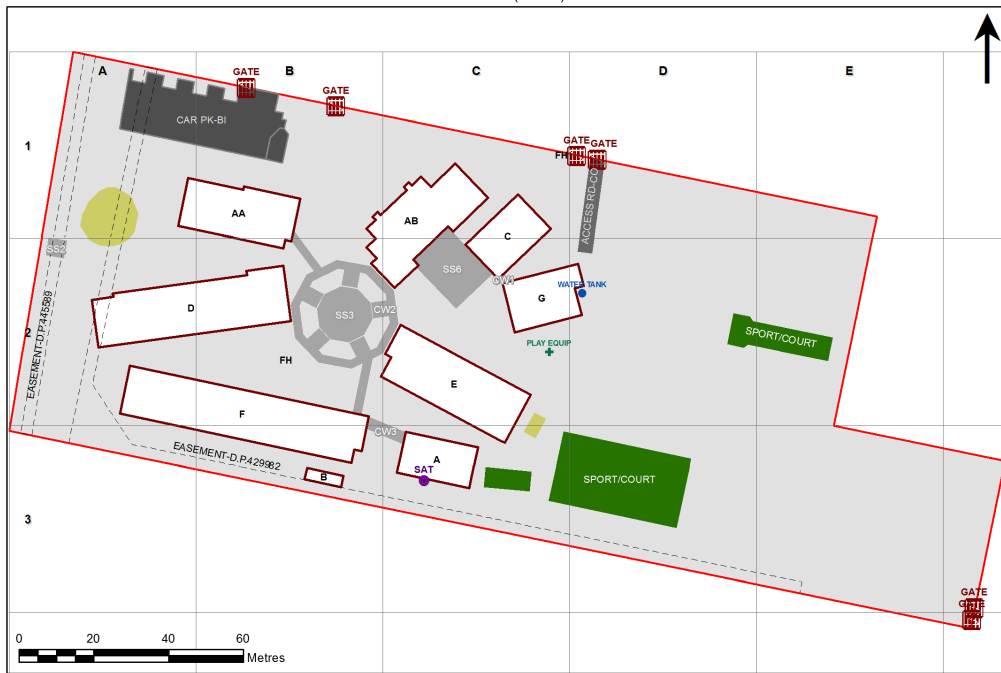 A
B
C
D
E
GATE
GATE
CAR PK-BI
1
GATE
GATE
FH
ACCESS RD-CO
AA
AB
C
SS2
SS6
CW1
G
WATER TANK
D
SS3
CW2
2
EASEMENT-D.P.445589
SPORT/COURT
PLAY EQUIP
FH
E
F
CW3
EASEMENT-D.P.429982
A
SAT
B
SPORT/COURT
3
GATE
GATE
0 20 40 60
Metres